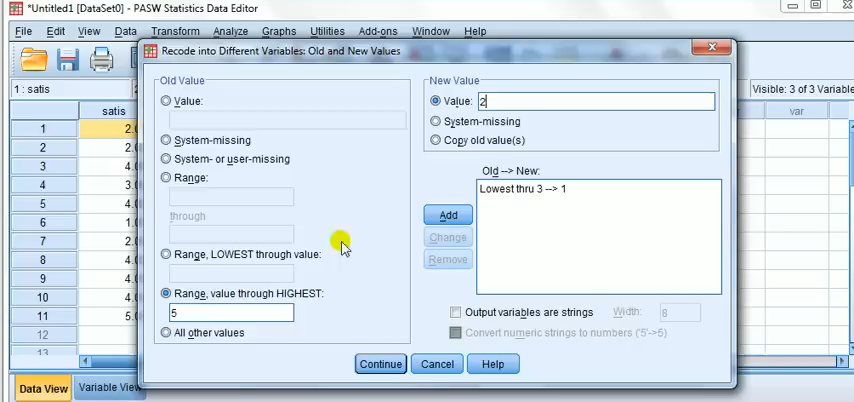 *Untitled1 [DataSet0] - PASW Statistics Data Editor
File Edit View Data Transform Analyze Graphs Utilities Add-ons Window Help
Recode into Different Variables: Old and New Values
1 : satis
Visible: 3 of 3 Variable
satis
var
1 2.0
2 2.0
3 4.0
4 3.0
5 4.0
6 1.0
7 2.0
8 4.0
9 4.0
10 4.0
11 5.0
12
13
Old Value
Value:
System-missing
System- or user-missing
Range:
through
Range, LOWEST through value:
Range, value through HIGHEST:
5
All other values
New Value
Value: 2
System-missing
Copy old value(s)
Old --> New:
Lowest thru 3 --> 1
Add
Change
Remove
Output variables are strings Width: 8
Convert numeric strings to numbers ('5'->5)
Continue Cancel Help
Data View Variable View